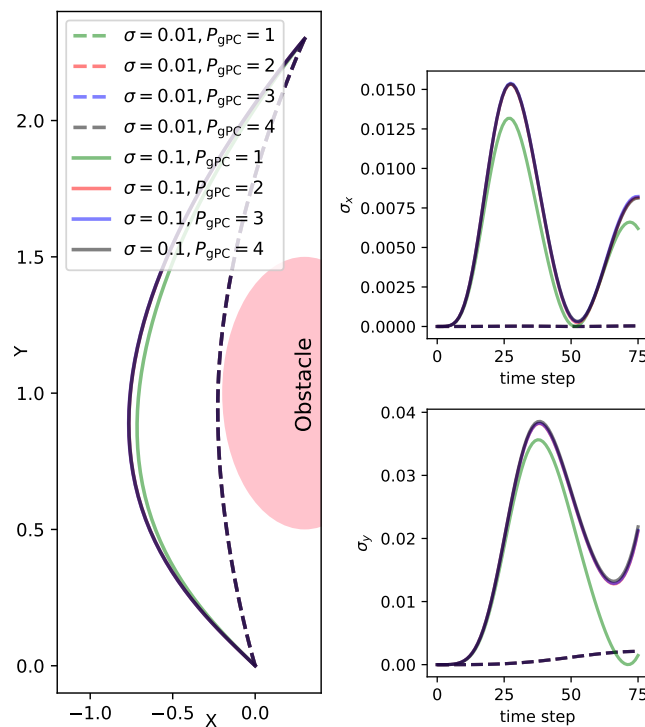 σ = 0.01, P_gPC = 1
σ = 0.01, P_gPC = 2
σ = 0.01, P_gPC = 3
σ = 0.01, P_gPC = 4
σ = 0.1, P_gPC = 1
σ = 0.1, P_gPC = 2
σ = 0.1, P_gPC = 3
σ = 0.1, P_gPC = 4
2.0
1.5
1.0
0.5
0.0
Y
Obstacle
-1.0 -0.5 0.0
X
0.0150
0.0125
0.0100
0.0075
0.0050
0.0025
0.0000
σ_x
0 25 50 75
time step
0.04
0.03
0.02
0.01
0.00
σ_y
0 25 50 75
time step